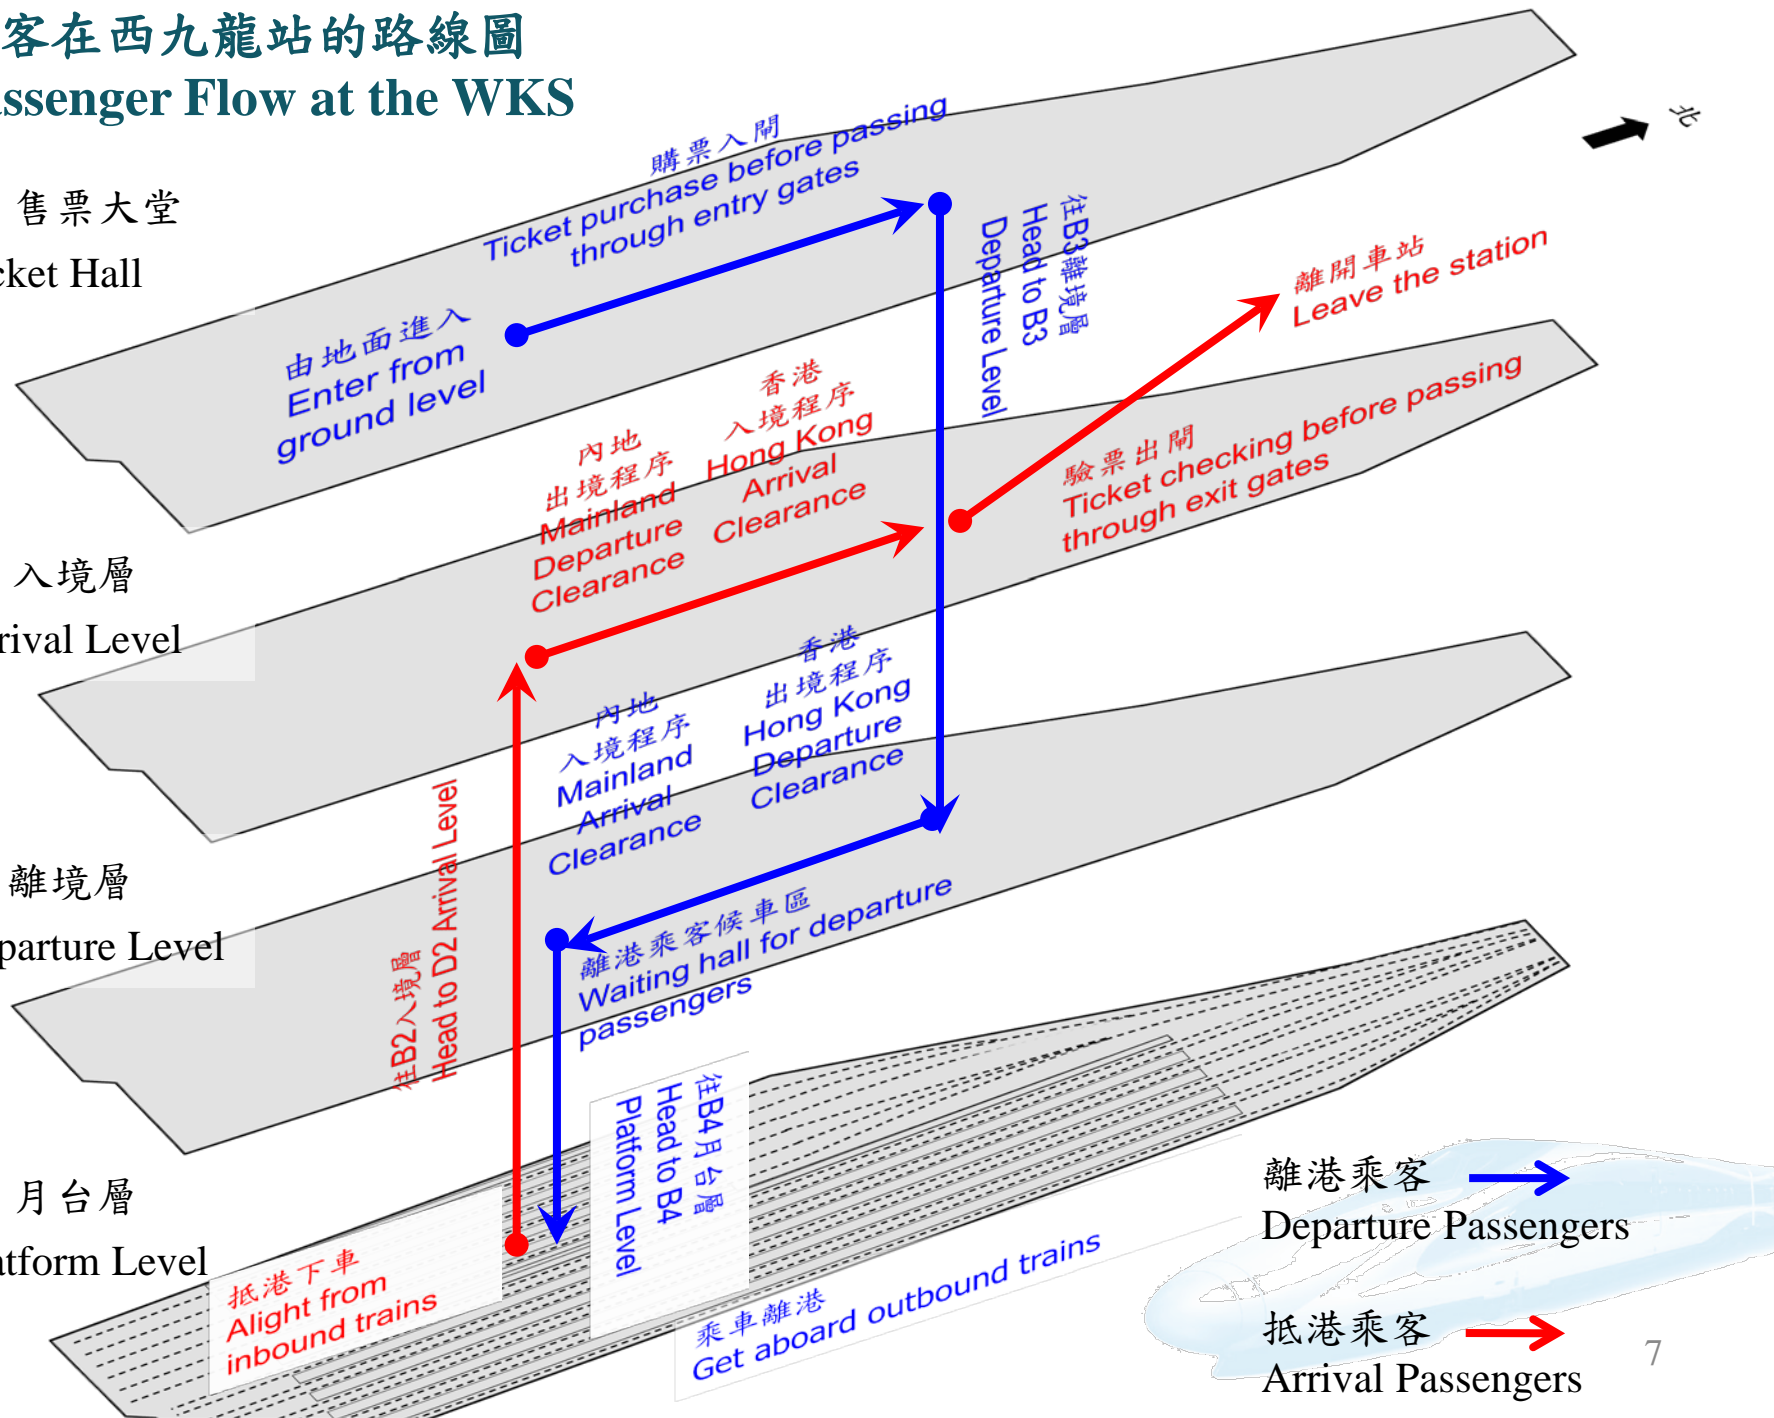 客在西九龍站的路線圖
assenger Flow at the WKS
北
購票入閘
Ticket purchase before passing
through entry gates
售票大堂
cket Hall
由地面進入
Enter from
ground level
往B3離境層
Head to B3
Departure Level
離開車站
Leave the station
香港
入境程序
Hong Kong
Arrival
Clearance
內地
出境程序
Mainland
Departure
Clearance
驗票出閘
Ticket checking before passing
through exit gates
入境層
rival Level
香港
出境程序
Hong Kong
Departure
Clearance
內地
入境程序
Mainland
Arrival
Clearance
往B2入境層
Head to D2 Arrival Level
離境層
parture Level
離港乘客候車區
Waiting hall for departure
passengers
往B4月台層
Head to B4
Platform Level
月台層
atform Level
抵港下車
Alight from
inbound trains
乘車離港
Get aboard outbound trains
離港乘客
Departure Passengers
抵港乘客
Arrival Passengers
7